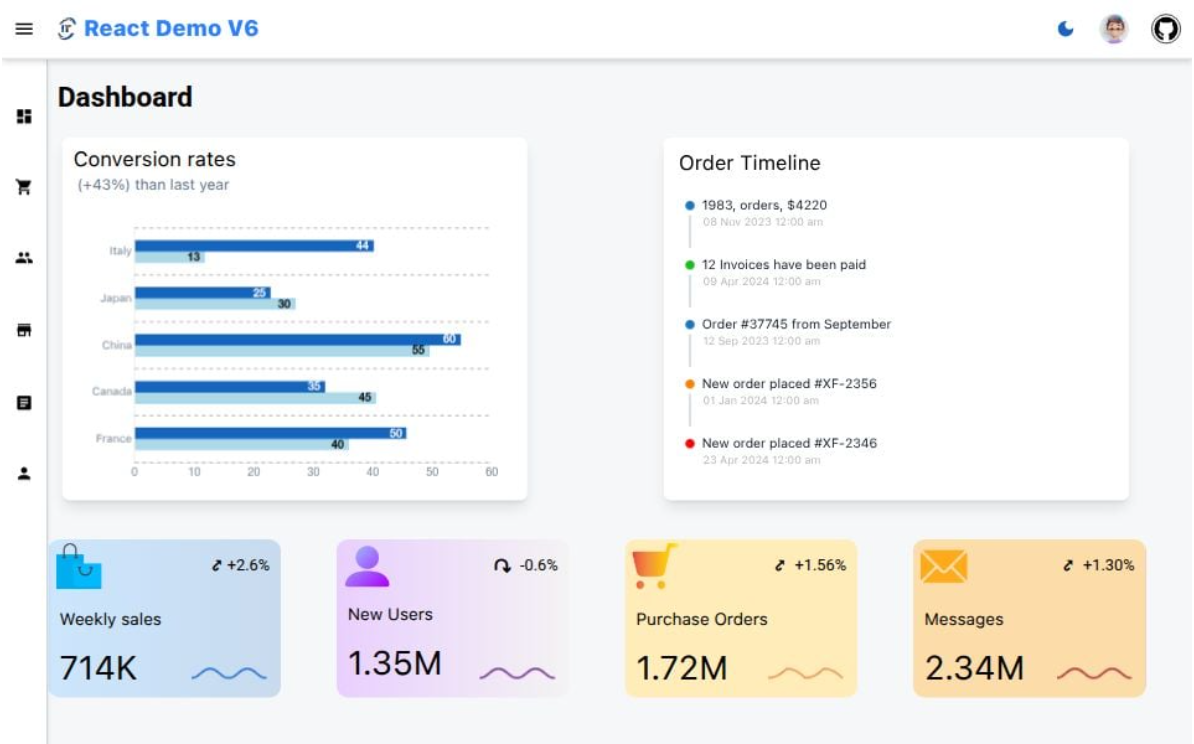 React Demo V6
Dashboard
Conversion rates
(+43%) than last year
Italy
44
13
Japan
25
30
China
60
55
Canada
35
45
France
50
40
0 10 20 30 40 50 60
Order Timeline
1983, orders, $4220
08 Nov 2023 12:00 am
12 Invoices have been paid
09 Apr 2024 12:00 am
Order #37745 from September
12 Sep 2023 12:00 am
New order placed #XF-2356
01 Jan 2024 12:00 am
New order placed #XF-2346
23 Apr 2024 12:00 am
+2.6%
Weekly sales
714K
-0.6%
New Users
1.35M
+1.56%
Purchase Orders
1.72M
+1.30%
Messages
2.34M